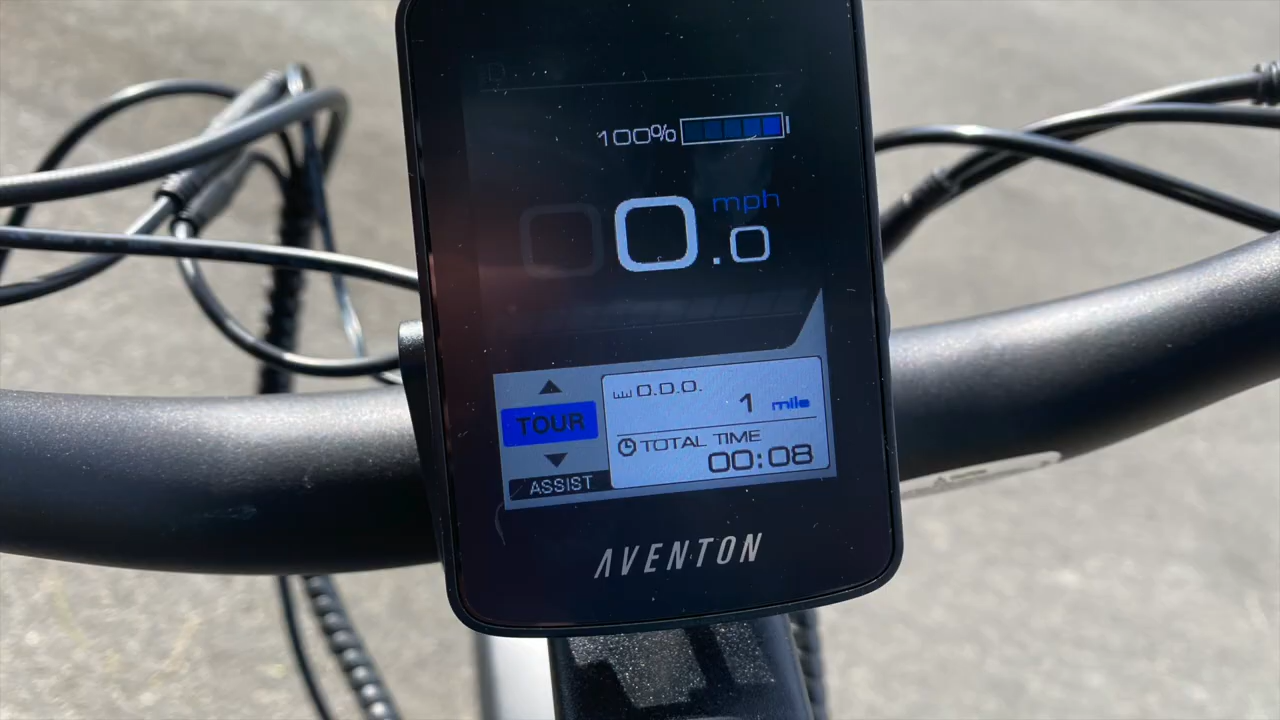 100%
mph
0.0
O.D.O.
1 mile
TOUR
TOTAL TIME
00:08
ASSIST
AVENTON